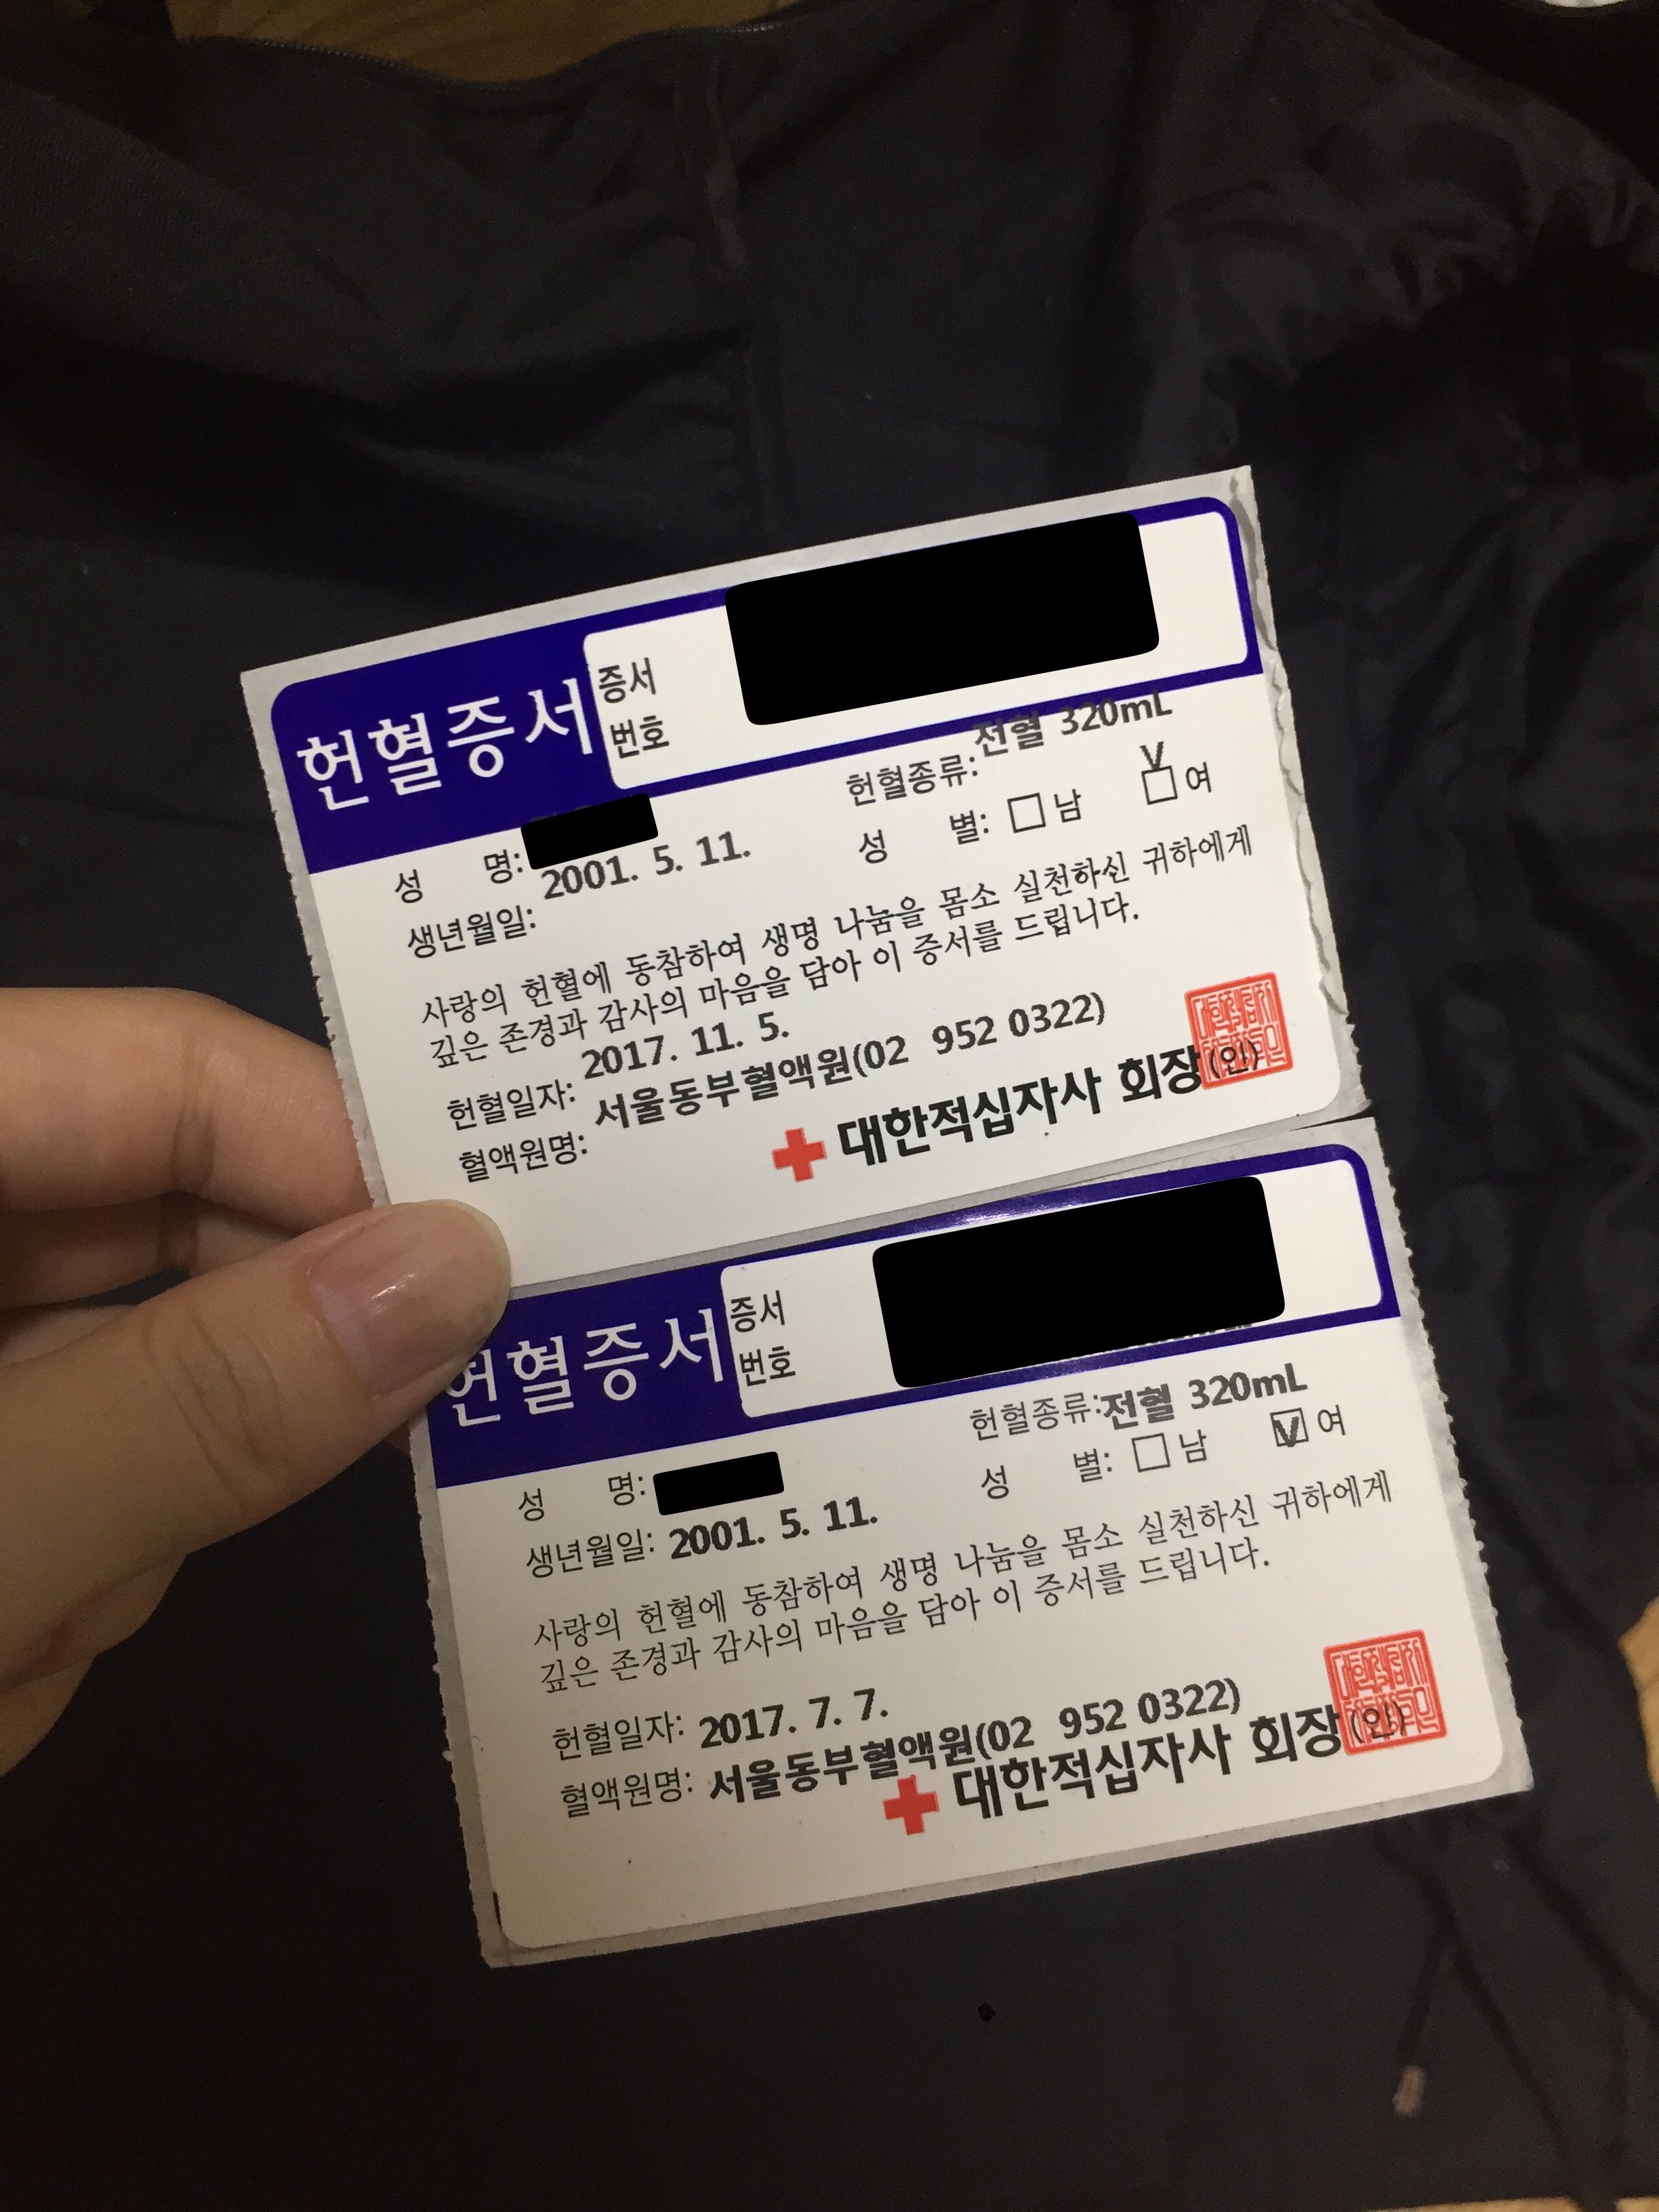 헌혈증서
증서
번호
헌혈종류: 전혈 320mL
성 명:
성 별: □남 □여
V
생년월일: 2001. 5. 11.
사랑의 헌혈에 동참하여 생명 나눔을 몸소 실천하신 귀하에게
깊은 존경과 감사의 마음을 담아 이 증서를 드립니다.
헌혈일자: 2017. 11. 5.
혈액원명: 서울동부혈액원(02 952 0322)
대한적십자사 회장(인)
헌혈증서
증서
번호
헌혈종류:전혈 320mL
성 명:
성 별: □남 ☑여
생년월일: 2001. 5. 11.
사랑의 헌혈에 동참하여 생명 나눔을 몸소 실천하신 귀하에게
깊은 존경과 감사의 마음을 담아 이 증서를 드립니다.
헌혈일자: 2017. 7. 7.
혈액원명: 서울동부혈액원(02 952 0322)
대한적십자사 회장(인)